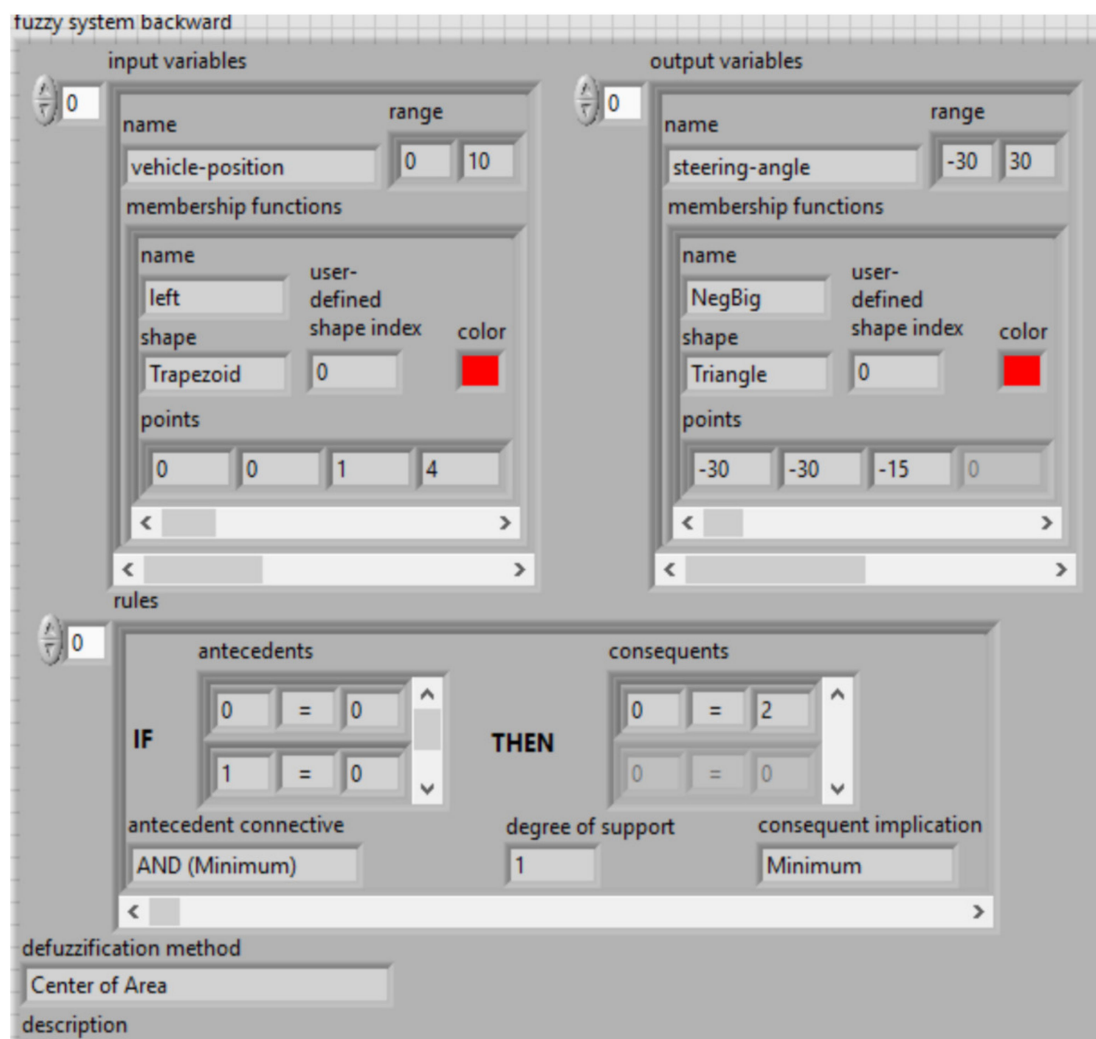 fuzzy system backward
input variables
0
name
range
vehicle-position
0 10
membership functions
name
left
user-
defined
shape index
shape
color
Trapezoid
0
points
0 0 1 4
output variables
0
name
range
steering-angle
-30 30
membership functions
name
NegBig
user-
defined
shape index
shape
color
Triangle
0
points
-30 -30 -15 0
rules
0
antecedents
consequents
IF
0 = 0
1 = 0
THEN
0 = 2
0 = 0
antecedent connective
degree of support
consequent implication
AND (Minimum)
1
Minimum
defuzzification method
Center of Area
description